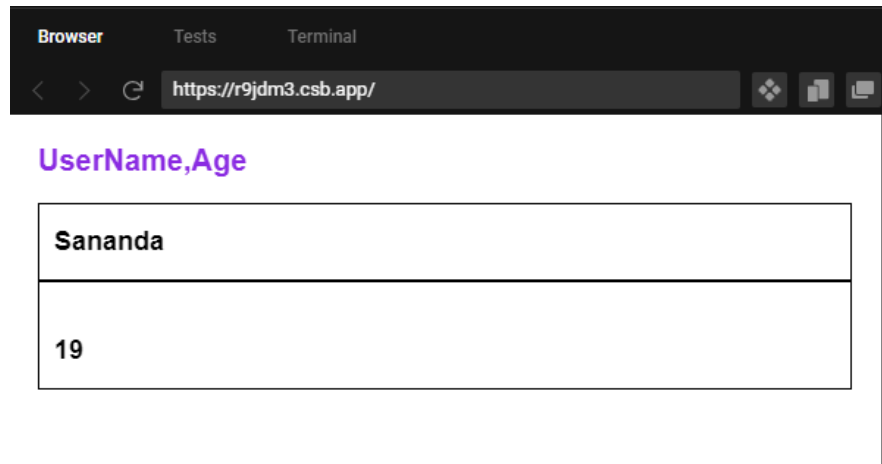 Browser Tests Terminal
https://r9jdm3.csb.app/
UserName,Age
Sananda
19